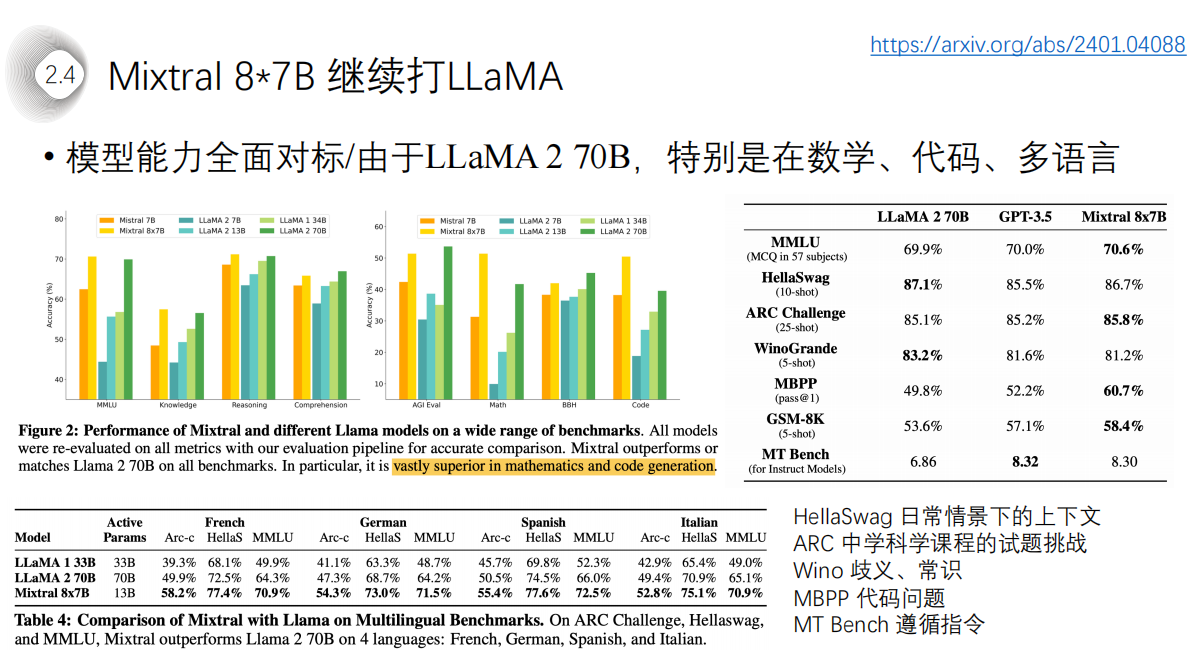 https://arxiv.org/abs/2401.04088
2.4
Mixtral 8*7B 继续打LLaMA
• 模型能力全面对标/由于LLaMA 2 70B，特别是在数学、代码、多语言
Mistral 7B LLaMA 2 7B LLaMA 1 34B
Mixtral 8x7B LLaMA 2 13B LLaMA 2 70B
Accuracy (%)
80
70
60
50
40
MMLU Knowledge Reasoning Comprehension
Mistral 7B LLaMA 2 7B LLaMA 1 34B
Mixtral 8x7B LLaMA 2 13B LLaMA 2 70B
Accuracy (%)
60
50
40
30
20
10
AGI Eval Math BBH Code
Figure 2: Performance of Mixtral and different Llama models on a wide range of benchmarks. All models
were re-evaluated on all metrics with our evaluation pipeline for accurate comparison. Mixtral outperforms or
matches Llama 2 70B on all benchmarks. In particular, it is vastly superior in mathematics and code generation.
LLaMA 2 70B GPT-3.5 Mixtral 8x7B
MMLU
(MCQ in 57 subjects) 69.9% 70.0% 70.6%
HellaSwag
(10-shot) 87.1% 85.5% 86.7%
ARC Challenge
(25-shot) 85.1% 85.2% 85.8%
WinoGrande
(5-shot) 83.2% 81.6% 81.2%
MBPP
(pass@1) 49.8% 52.2% 60.7%
GSM-8K
(5-shot) 53.6% 57.1% 58.4%
MT Bench
(for Instruct Models) 6.86 8.32 8.30
Active French German Spanish Italian
Model Params Arc-c HellaS MMLU Arc-c HellaS MMLU Arc-c HellaS MMLU Arc-c HellaS MMLU
LLaMA 1 33B 33B 39.3% 68.1% 49.9% 41.1% 63.3% 48.7% 45.7% 69.8% 52.3% 42.9% 65.4% 49.0%
LLaMA 2 70B 70B 49.9% 72.5% 64.3% 47.3% 68.7% 64.2% 50.5% 74.5% 66.0% 49.4% 70.9% 65.1%
Mixtral 8x7B 13B 58.2% 77.4% 70.9% 54.3% 73.0% 71.5% 55.4% 77.6% 72.5% 52.8% 75.1% 70.9%
Table 4: Comparison of Mixtral with Llama on Multilingual Benchmarks. On ARC Challenge, Hellaswag,
and MMLU, Mixtral outperforms Llama 2 70B on 4 languages: French, German, Spanish, and Italian.
HellaSwag 日常情景下的上下文
ARC 中学科学课程的试题挑战
Wino 歧义、常识
MBPP 代码问题
MT Bench 遵循指令